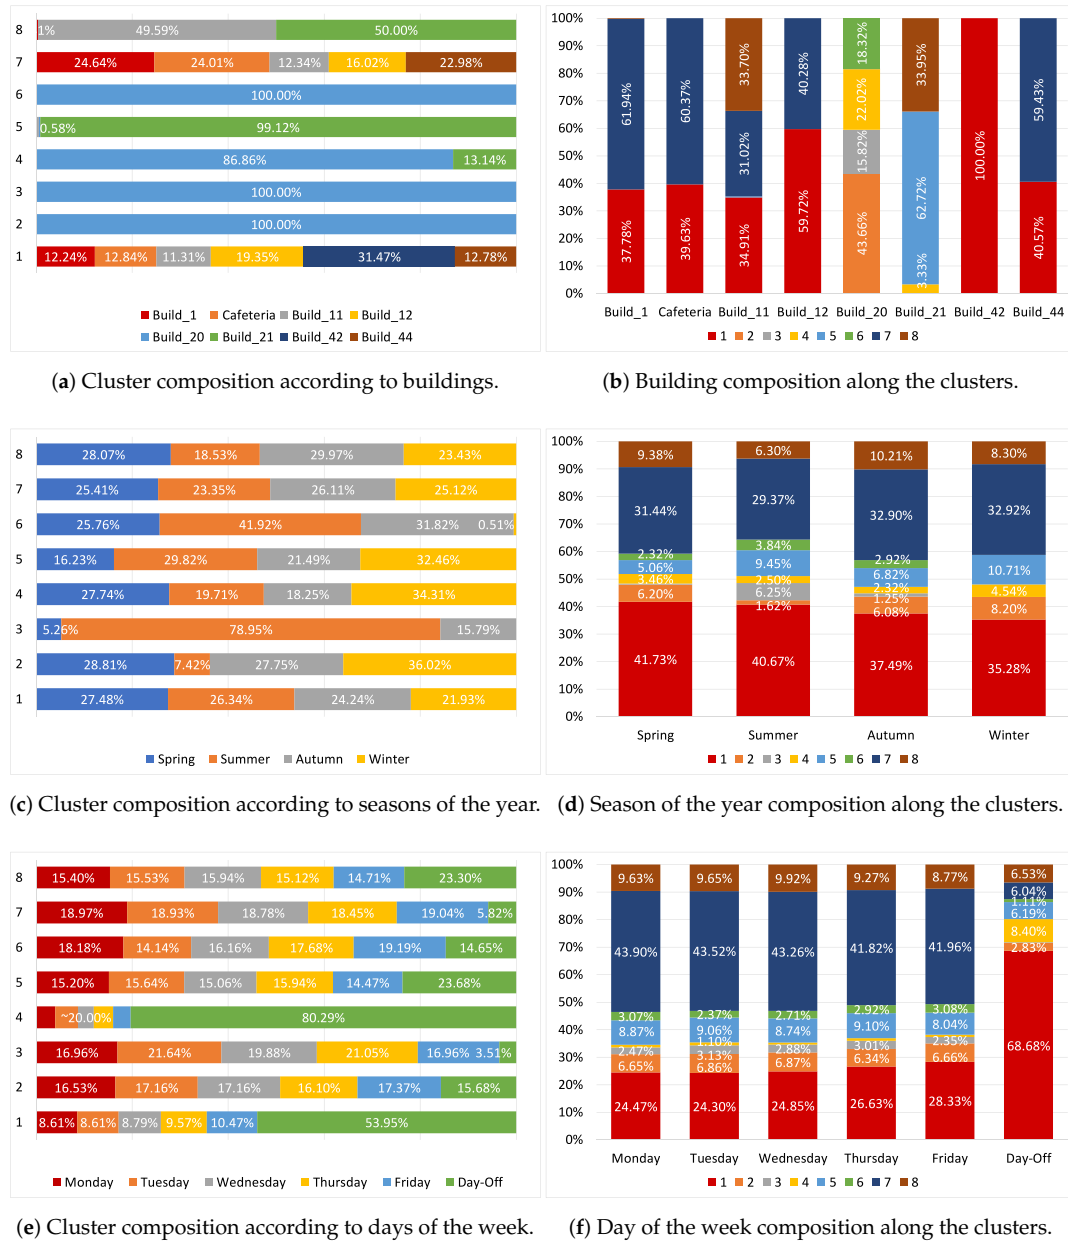 8 1% 49.59% 50.00%
7 24.64% 24.01% 12.34% 16.02% 22.98%
6 100.00%
5 0.58% 99.12%
4 86.86% 13.14%
3 100.00%
2 100.00%
1 12.24% 12.84% 11.31% 19.35% 31.47% 12.78%
Build_1 Cafeteria Build_11 Build_12
Build_20 Build_21 Build_42 Build_44
(a) Cluster composition according to buildings.
100%
90%
80%
70%
60%
50%
40%
30%
20%
10%
0%
37.78% 61.94%
39.63% 60.37%
34.91% 31.02% 33.70%
59.72% 40.28%
43.66% 15.82% 22.02% 18.32%
3.33% 62.72% 33.95%
100.00%
40.57% 59.43%
Build_1 Cafeteria Build_11 Build_12 Build_20 Build_21 Build_42 Build_44
1 2 3 4 5 6 7 8
(b) Building composition along the clusters.
8 28.07% 18.53% 29.97% 23.43%
7 25.41% 23.35% 26.11% 25.12%
6 25.76% 41.92% 31.82% 0.51%
5 16.23% 29.82% 21.49% 32.46%
4 27.74% 19.71% 18.25% 34.31%
3 5.26% 78.95% 15.79%
2 28.81% 7.42% 27.75% 36.02%
1 27.48% 26.34% 24.24% 21.93%
Spring Summer Autumn Winter
(c) Cluster composition according to seasons of the year.
100%
90%
80%
70%
60%
50%
40%
30%
20%
10%
0%
9.38% 31.44% 2.32% 5.06% 3.46% 6.20% 41.73%
6.30% 29.37% 3.84% 9.45% 2.50% 6.25% 1.62% 40.67%
10.21% 32.90% 2.92% 6.82% 2.32% 1.25% 6.08% 37.49%
8.30% 32.92% 10.71% 4.54% 8.20% 35.28%
Spring Summer Autumn Winter
1 2 3 4 5 6 7 8
(d) Season of the year composition along the clusters.
8 15.40% 15.53% 15.94% 15.12% 14.71% 23.30%
7 18.97% 18.93% 18.78% 18.45% 19.04% 5.82%
6 18.18% 14.14% 16.16% 17.68% 19.19% 14.65%
5 15.20% 15.64% 15.06% 15.94% 14.47% 23.68%
4 ~20.00% 80.29%
3 16.96% 21.64% 19.88% 21.05% 16.96% 3.51%
2 16.53% 17.16% 17.16% 16.10% 17.37% 15.68%
1 8.61% 8.61% 8.79% 9.57% 10.47% 53.95%
Monday Tuesday Wednesday Thursday Friday Day-Off
(e) Cluster composition according to days of the week.
100%
90%
80%
70%
60%
50%
40%
30%
20%
10%
0%
9.63% 43.90% 3.07% 8.87% 2.47% 6.65% 24.47%
9.65% 43.52% 2.37% 9.06% 1.10% 3.13% 6.86% 24.30%
9.92% 43.26% 2.71% 8.74% 2.88% 6.87% 24.85%
9.27% 41.82% 2.92% 9.10% 3.01% 6.34% 26.63%
8.77% 41.96% 3.08% 8.04% 2.35% 6.66% 28.33%
6.53% 6.04% 1.11% 6.19% 8.40% 2.83% 68.68%
Monday Tuesday Wednesday Thursday Friday Day-Off
1 2 3 4 5 6 7 8
(f) Day of the week composition along the clusters.